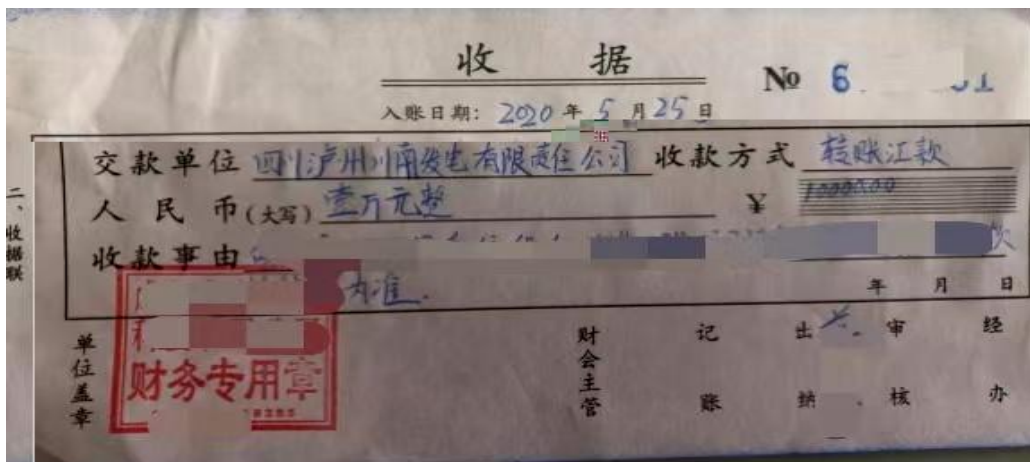 收 据
No 6
入账日期: 2020 年 5 月 25 日
交款单位 四川泸州川南发电有限责任公司 收款方式 转账汇款
人民币(大写) 壹万元整 ¥ 10000.00
收款事由
内准.
年 月 日
二、收据联
单位盖章
财务专用章
财会主管
记账
出纳
审核
经办